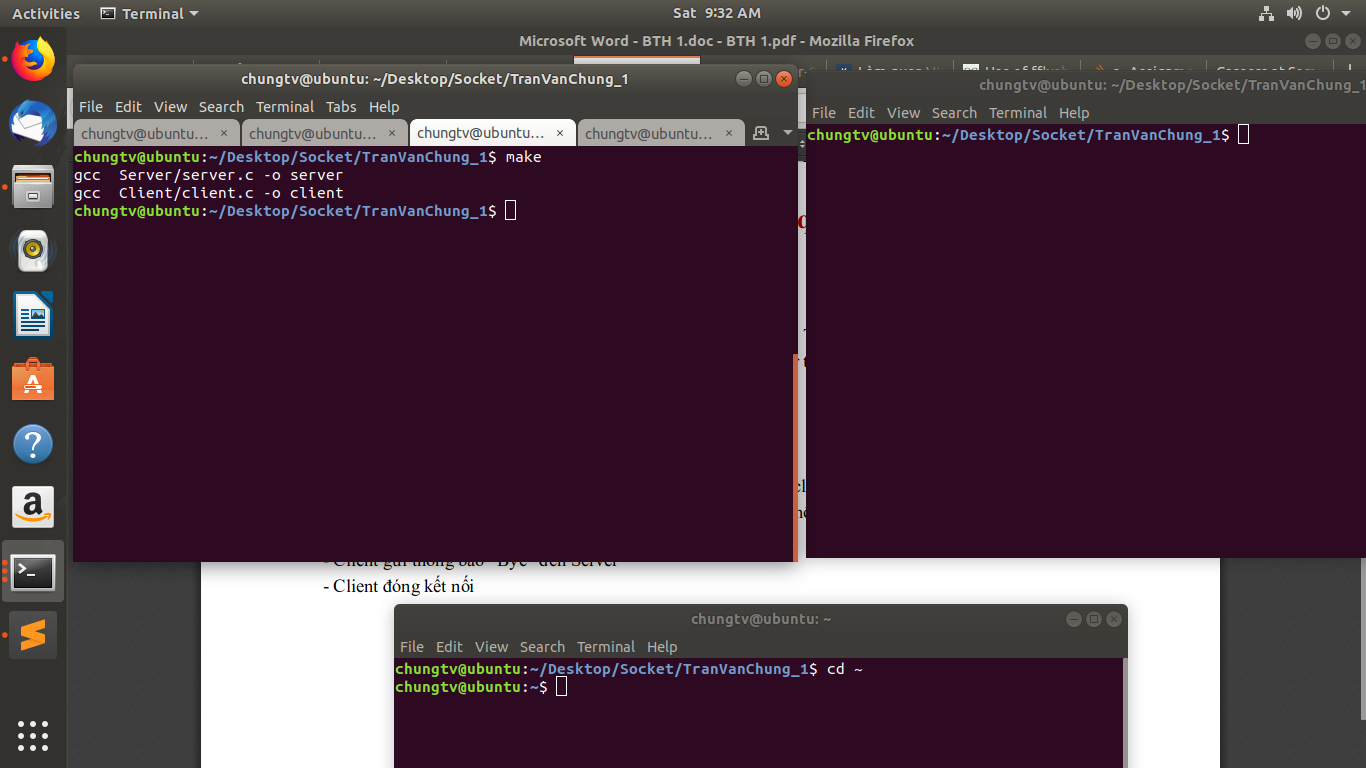 Activities
Terminal
Sat 9:32 AM
Microsoft Word - BTH 1.doc - BTH 1.pdf - Mozilla Firefox
chungtv@ubuntu: ~/Desktop/Socket/TranVanChung_1
File Edit View Search Terminal Tabs Help
chungtv@ubuntu... × chungtv@ubuntu... × chungtv@ubuntu... × chungtv@ubuntu... ×
chungtv@ubuntu:~/Desktop/Socket/TranVanChung_1$ make
gcc  Server/server.c -o server
gcc  Client/client.c -o client
chungtv@ubuntu:~/Desktop/Socket/TranVanChung_1$
chungtv@ubuntu: ~/Desktop/Socket/TranVanChung_1
File Edit View Search Terminal Help
chungtv@ubuntu:~/Desktop/Socket/TranVanChung_1$
- Client gửi thông báo "Bye" đến Server
- Client đóng kết nối
chungtv@ubuntu: ~
File Edit View Search Terminal Help
chungtv@ubuntu:~/Desktop/Socket/TranVanChung_1$ cd ~
chungtv@ubuntu:~$